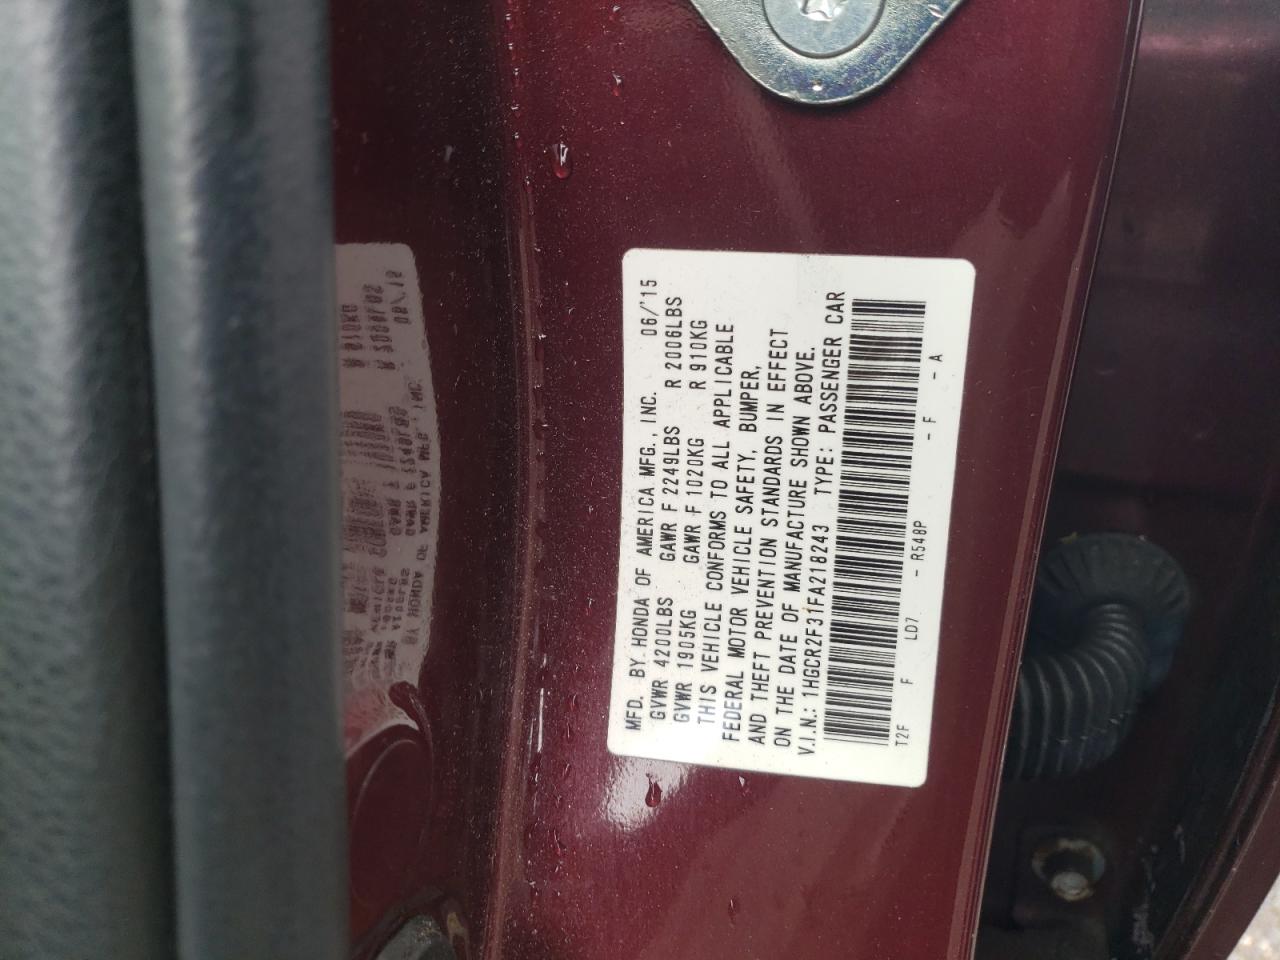 MFD. BY HONDA OF AMERICA MFG., INC. 06/'15
GVWR 4200LBS GAWR F 2249LBS R 2006LBS
GVWR 1905KG GAWR F 1020KG R 910KG
THIS VEHICLE CONFORMS TO ALL APPLICABLE
FEDERAL MOTOR VEHICLE SAFETY, BUMPER,
AND THEFT PREVENTION STANDARDS IN EFFECT
ON THE DATE OF MANUFACTURE SHOWN ABOVE.
V.I.N.: 1HGCR2F31FA218243 TYPE: PASSENGER CAR
T2F F LD7 - R548P - F - A